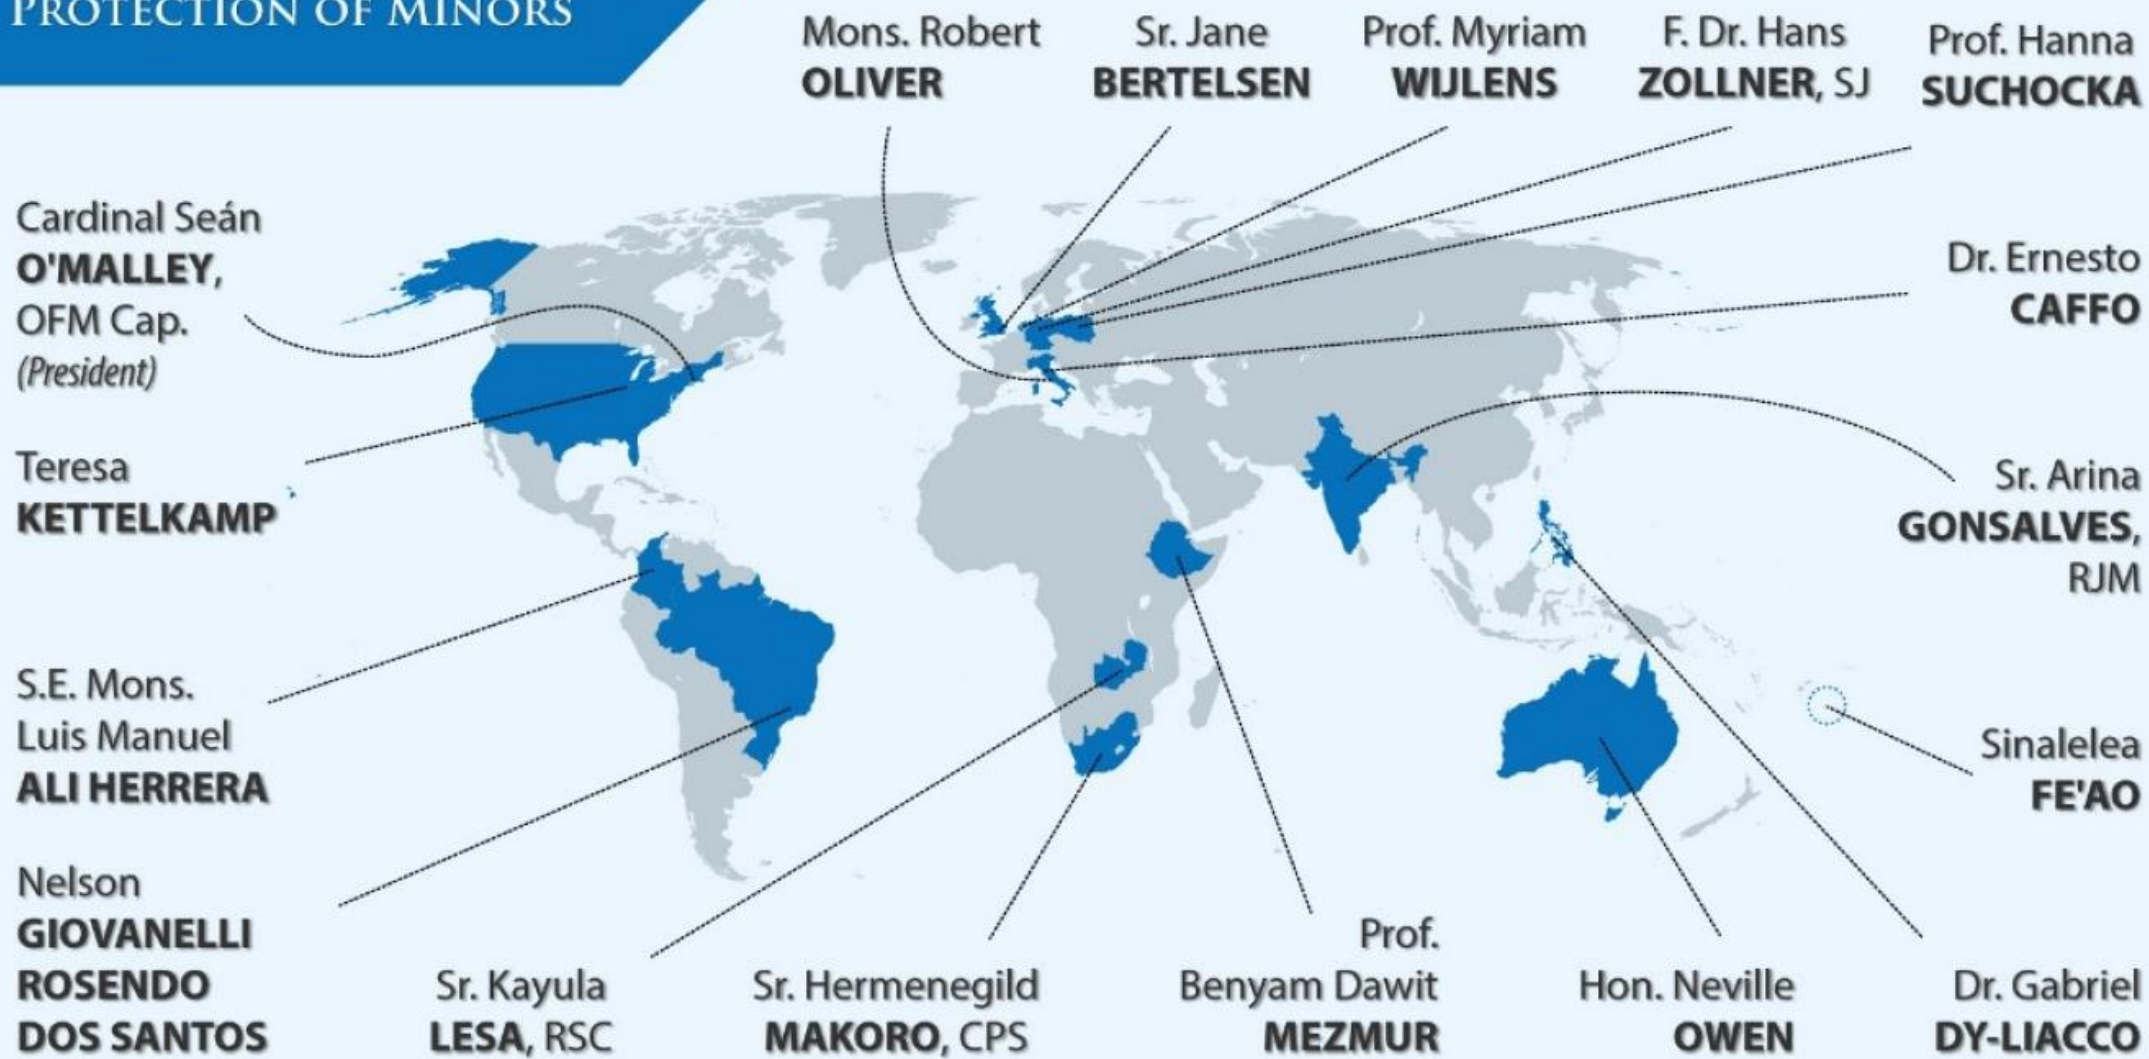 PROTECTION OF MINORS
Mons. Robert
OLIVER
Sr. Jane
BERTELSEN
Prof. Myriam
WIJLENS
F. Dr. Hans
ZOLLNER, SJ
Prof. Hanna
SUCHOCKA
Cardinal Seán
O'MALLEY,
OFM Cap.
(President)
Dr. Ernesto
CAFFO
Teresa
KETTELKAMP
Sr. Arina
GONSALVES,
RJM
S.E. Mons.
Luis Manuel
ALI HERRERA
Sinalelea
FE'AO
Nelson
GIOVANELLI
ROSENDO
DOS SANTOS
Sr. Kayula
LESA, RSC
Sr. Hermenegild
MAKORO, CPS
Prof.
Benyam Dawit
MEZMUR
Hon. Neville
OWEN
Dr. Gabriel
DY-LIACCO